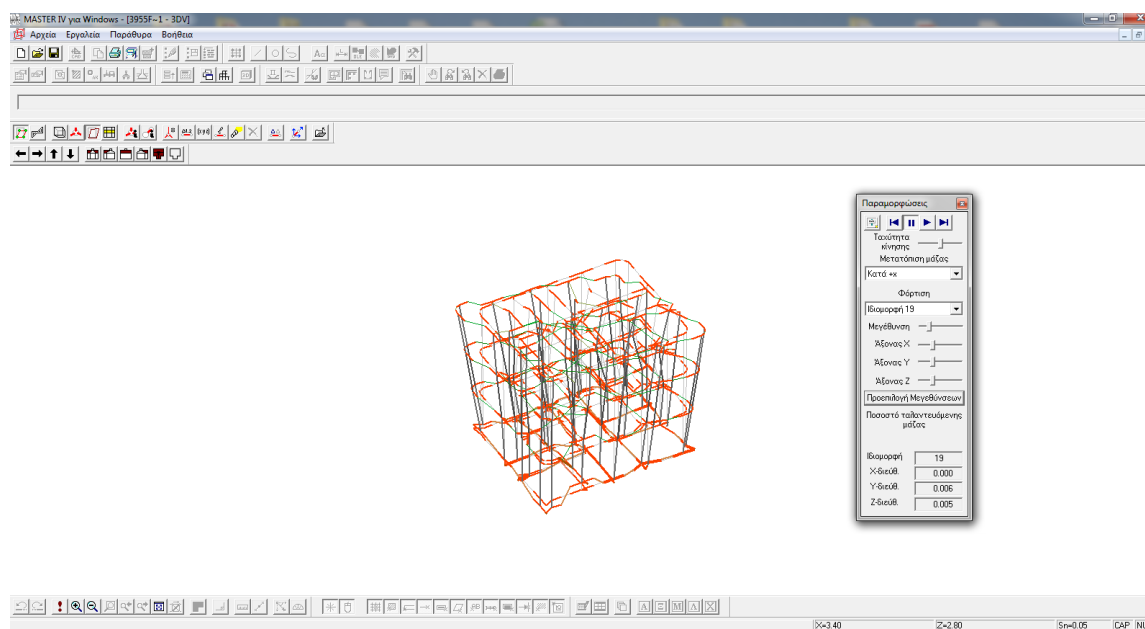 MASTER IV για Windows - [3955F~1 - 3DV]
Αρχεία Εργαλεία Παράθυρα Βοήθεια
Παραμορφώσεις
Ταχύτητα
κίνησης
Μετατόπιση μάζας
Κατά +x
Φόρτιση
Ιδιομορφή 19
Μεγέθυνση
Άξονας X
Άξονας Y
Άξονας Z
Προεπιλογή Μεγεθύνσεων
Ποσοστό ταλαντευόμενης
μάζας
Ιδιομορφή 19
X-διεύθ. 0.000
Y-διεύθ. 0.006
Z-διεύθ. 0.005
X=3.40 Z=2.80 Sn=0.05 CAP